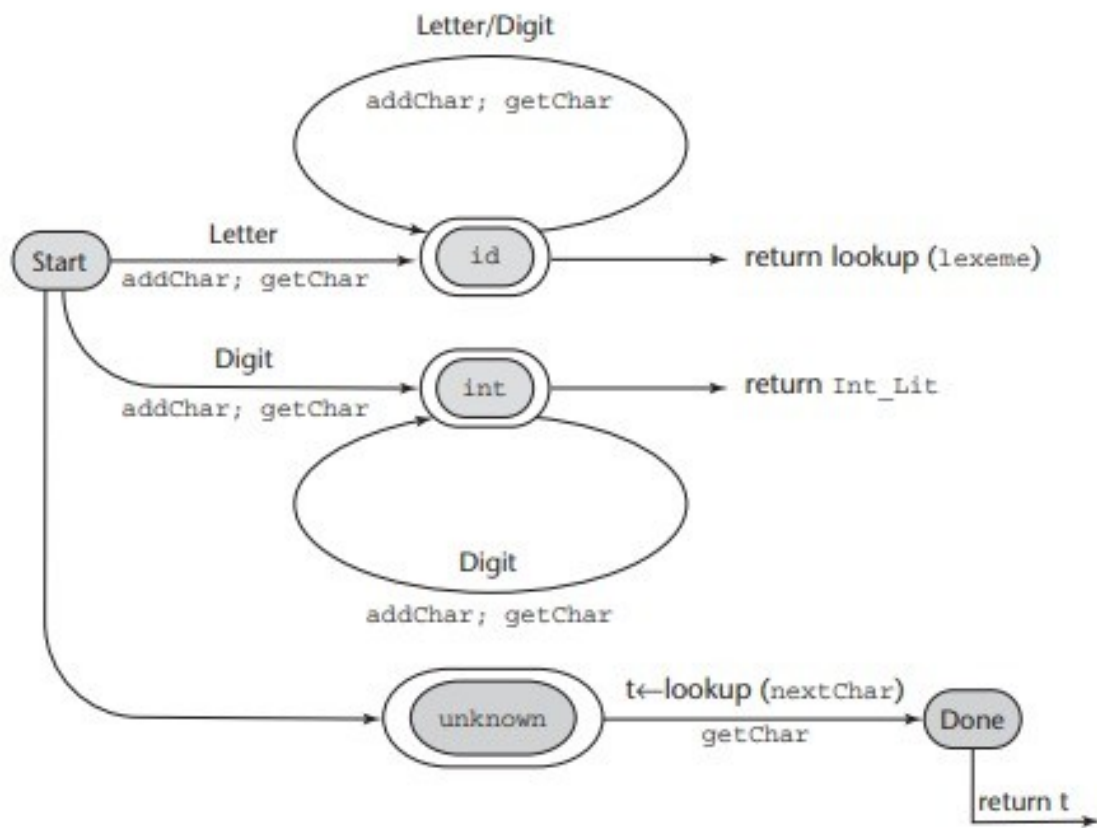 Letter/Digit
addChar; getChar
Start
Letter
addChar; getChar
id
return lookup (lexeme)
Digit
addChar; getChar
int
return Int_Lit
Digit
addChar; getChar
unknown
t←lookup (nextChar)
getChar
Done
return t